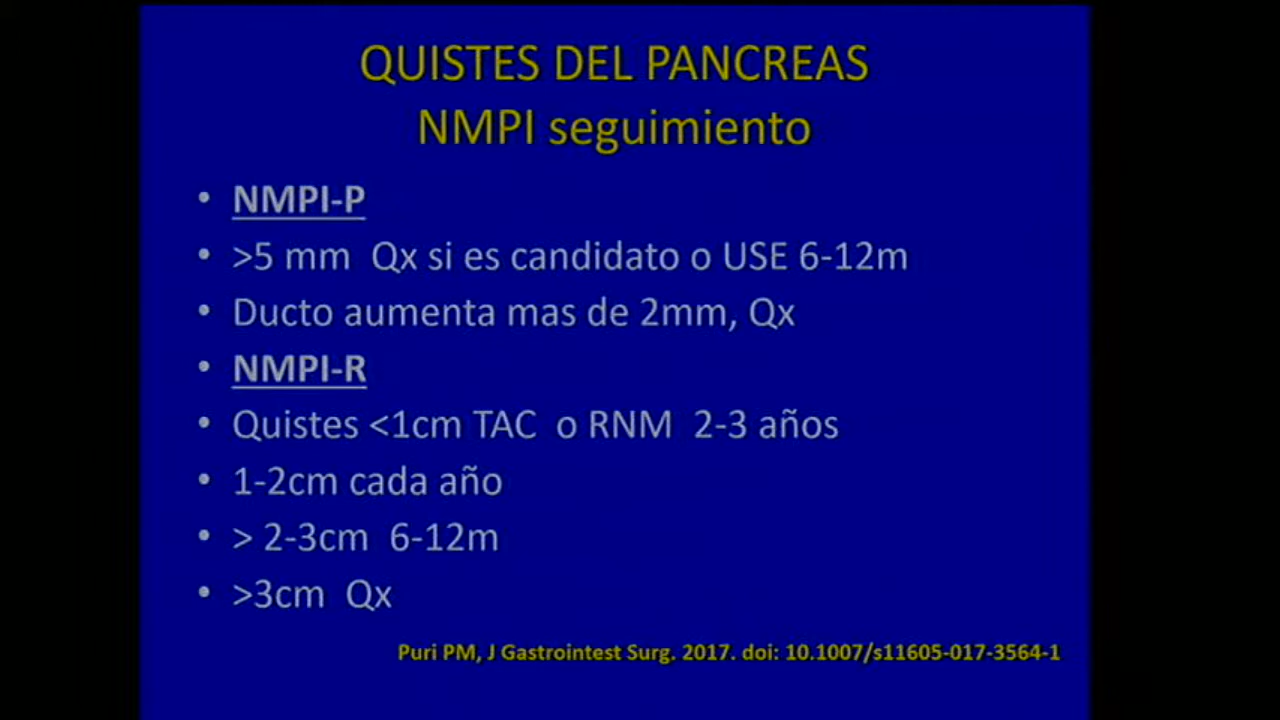 QUISTES DEL PANCREAS
NMPI seguimiento
• NMPI-P
• >5 mm Qx si es candidato o USE 6-12m
• Ducto aumenta mas de 2mm, Qx
• NMPI-R
• Quistes <1cm TAC o RNM 2-3 años
• 1-2cm cada año
• > 2-3cm 6-12m
• >3cm Qx
Puri PM, J Gastrointest Surg. 2017. doi: 10.1007/s11605-017-3564-1